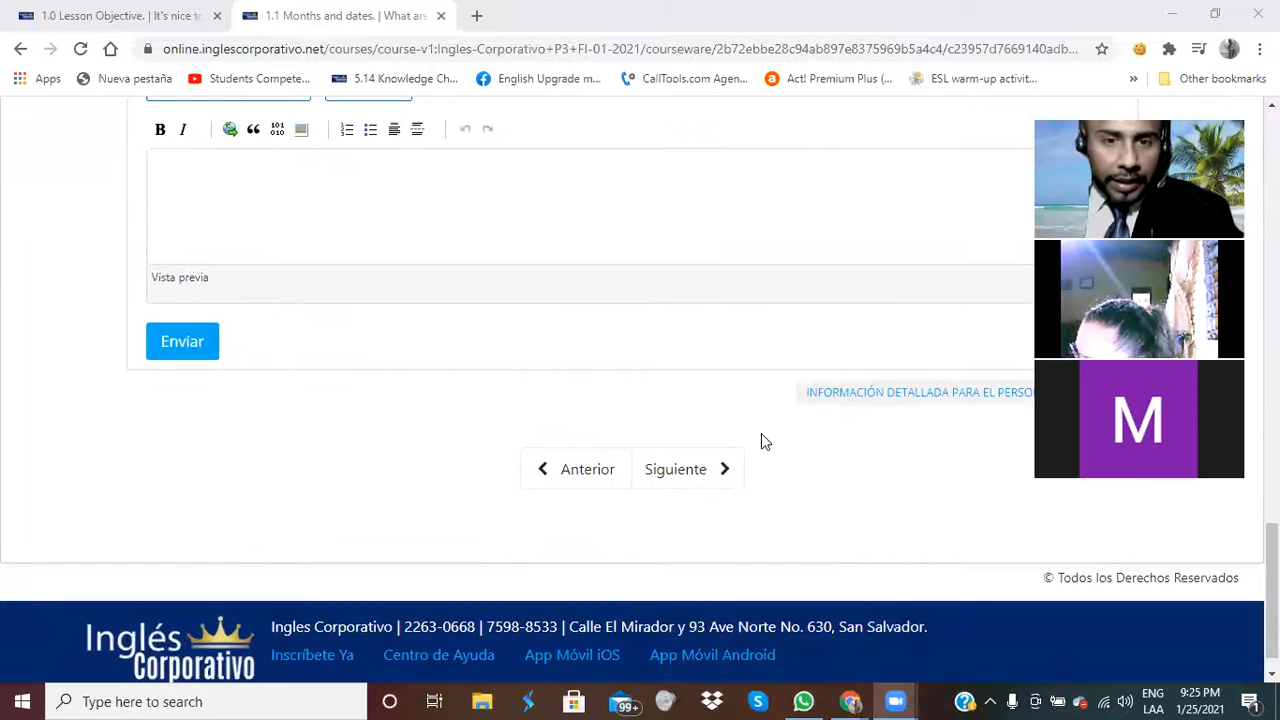 1.0 Lesson Objective. | It's nice to
1.1 Months and dates. | What are
online.inglescorporativo.net/courses/course-v1:Ingles-Corporativo+P3+FI-01-2021/courseware/2b72ebbe28c94ab897e8375969b5a4c4/c23957d7669140adb...
Apps
Nueva pestaña
Students Compete...
5.14 Knowledge Ch...
English Upgrade m...
CallTools.com Agen...
Act! Premium Plus (...
ESL warm-up activit...
»
Other bookmarks
B I
101
010
Vista previa
Enviar
INFORMACIÓN DETALLADA PARA EL PERSO
M
Anterior
Siguiente
© Todos los Derechos Reservados
Inglés
Corporativo
Ingles Corporativo | 2263-0668 | 7598-8533 | Calle El Mirador y 93 Ave Norte No. 630, San Salvador.
Inscríbete Ya
Centro de Ayuda
App Móvil iOS
App Móvil Android
Type here to search
99+
ENG
LAA
9:25 PM
1/25/2021
1